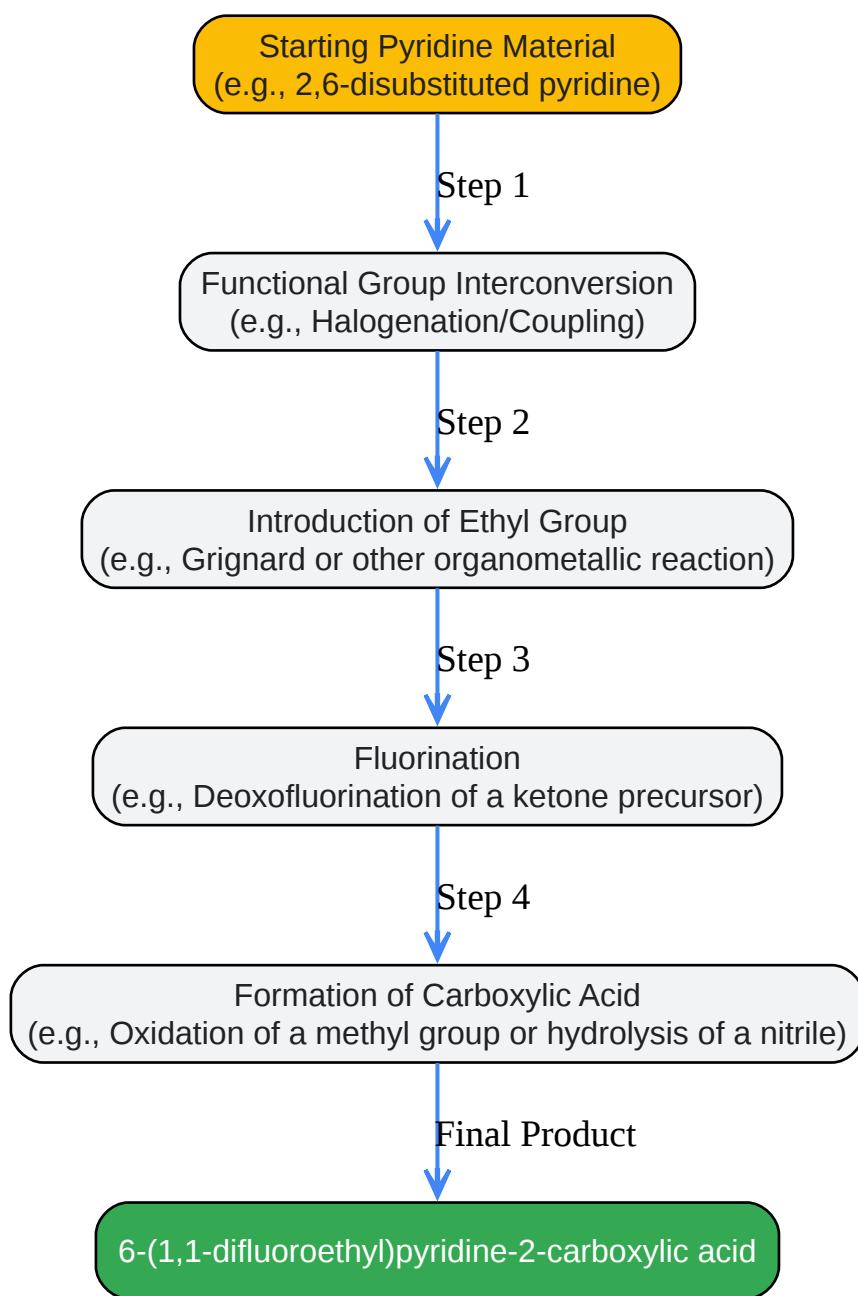 Starting Pyridine Material
(e.g., 2,6-disubstituted pyridine)
Step 1
Functional Group Interconversion
(e.g., Halogenation/Coupling)
Step 2
Introduction of Ethyl Group
(e.g., Grignard or other organometallic reaction)
Step 3
Fluorination
(e.g., Deoxofluorination of a ketone precursor)
Step 4
Formation of Carboxylic Acid
(e.g., Oxidation of a methyl group or hydrolysis of a nitrile)
Final Product
6-(1,1-difluoroethyl)pyridine-2-carboxylic acid